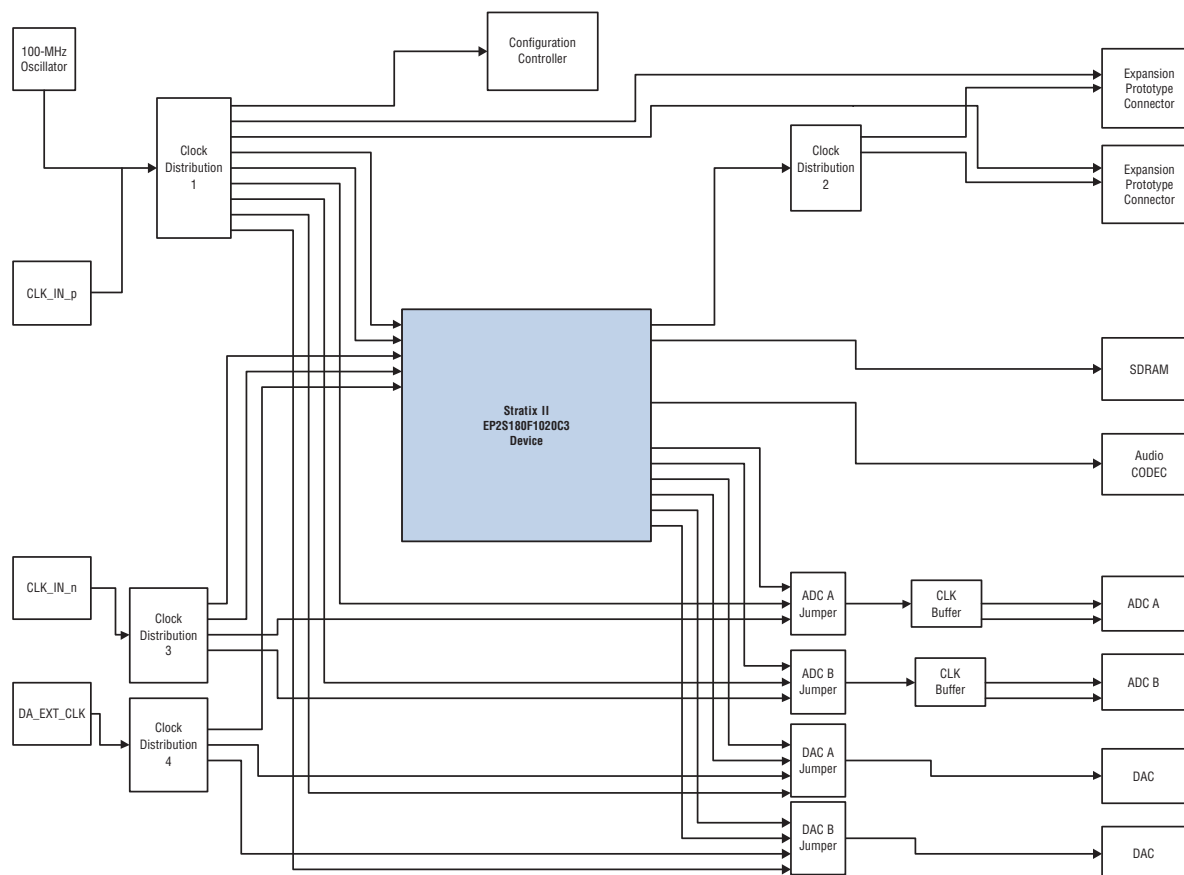 100-MHz
Oscillator
Configuration
Controller
Expansion
Prototype
Connector
Clock
Distribution
1
Clock
Distribution
2
Expansion
Prototype
Connector
CLK_IN_p
Stratix II
EP2S180F1020C3
Device
SDRAM
Audio
CODEC
CLK_IN_n
Clock
Distribution
3
ADC A
Jumper
CLK
Buffer
ADC A
ADC B
Jumper
CLK
Buffer
ADC B
DA_EXT_CLK
Clock
Distribution
4
DAC A
Jumper
DAC
DAC B
Jumper
DAC